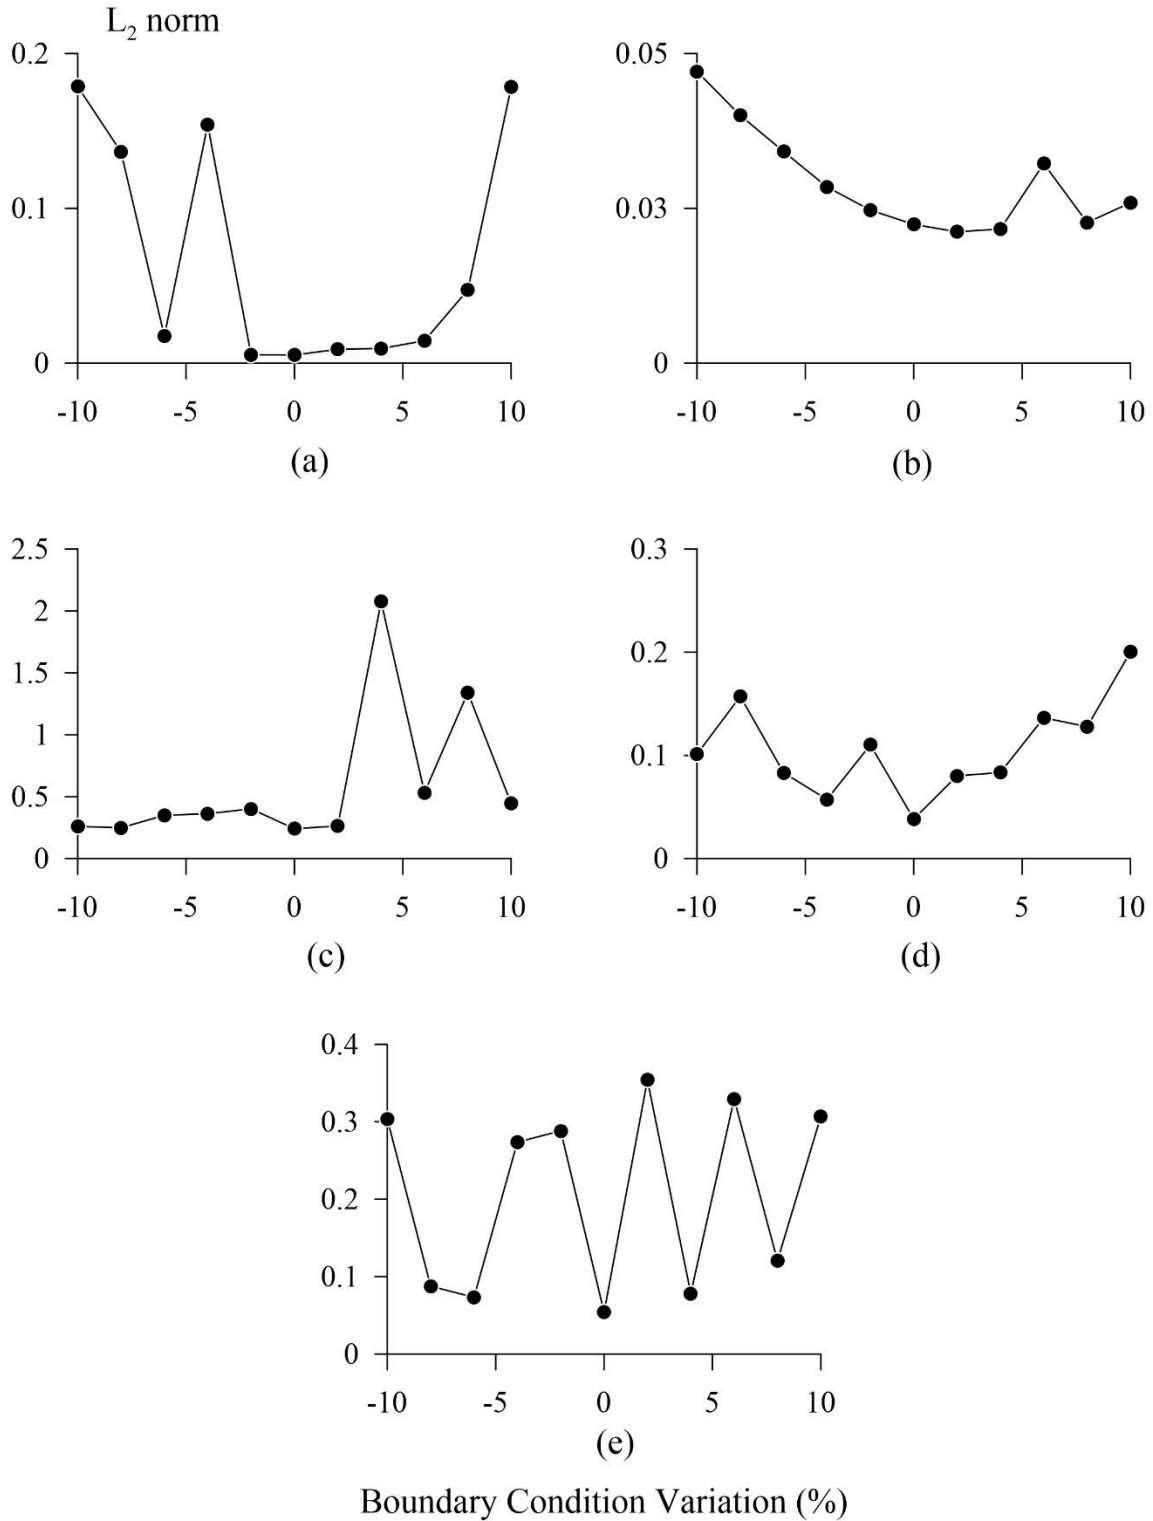 L₂ norm
0.2 0.05
0.1 0.03
0 0
-10 -5 0 5 10 -10 -5 0 5 10
(a) (b)
2.5 0.3
2
1.5 0.2
1
0.5 0.1
0 0
-10 -5 0 5 10 -10 -5 0 5 10
(c) (d)
0.4
0.3
0.2
0.1
0
-10 -5 0 5 10
(e)
Boundary Condition Variation (%)